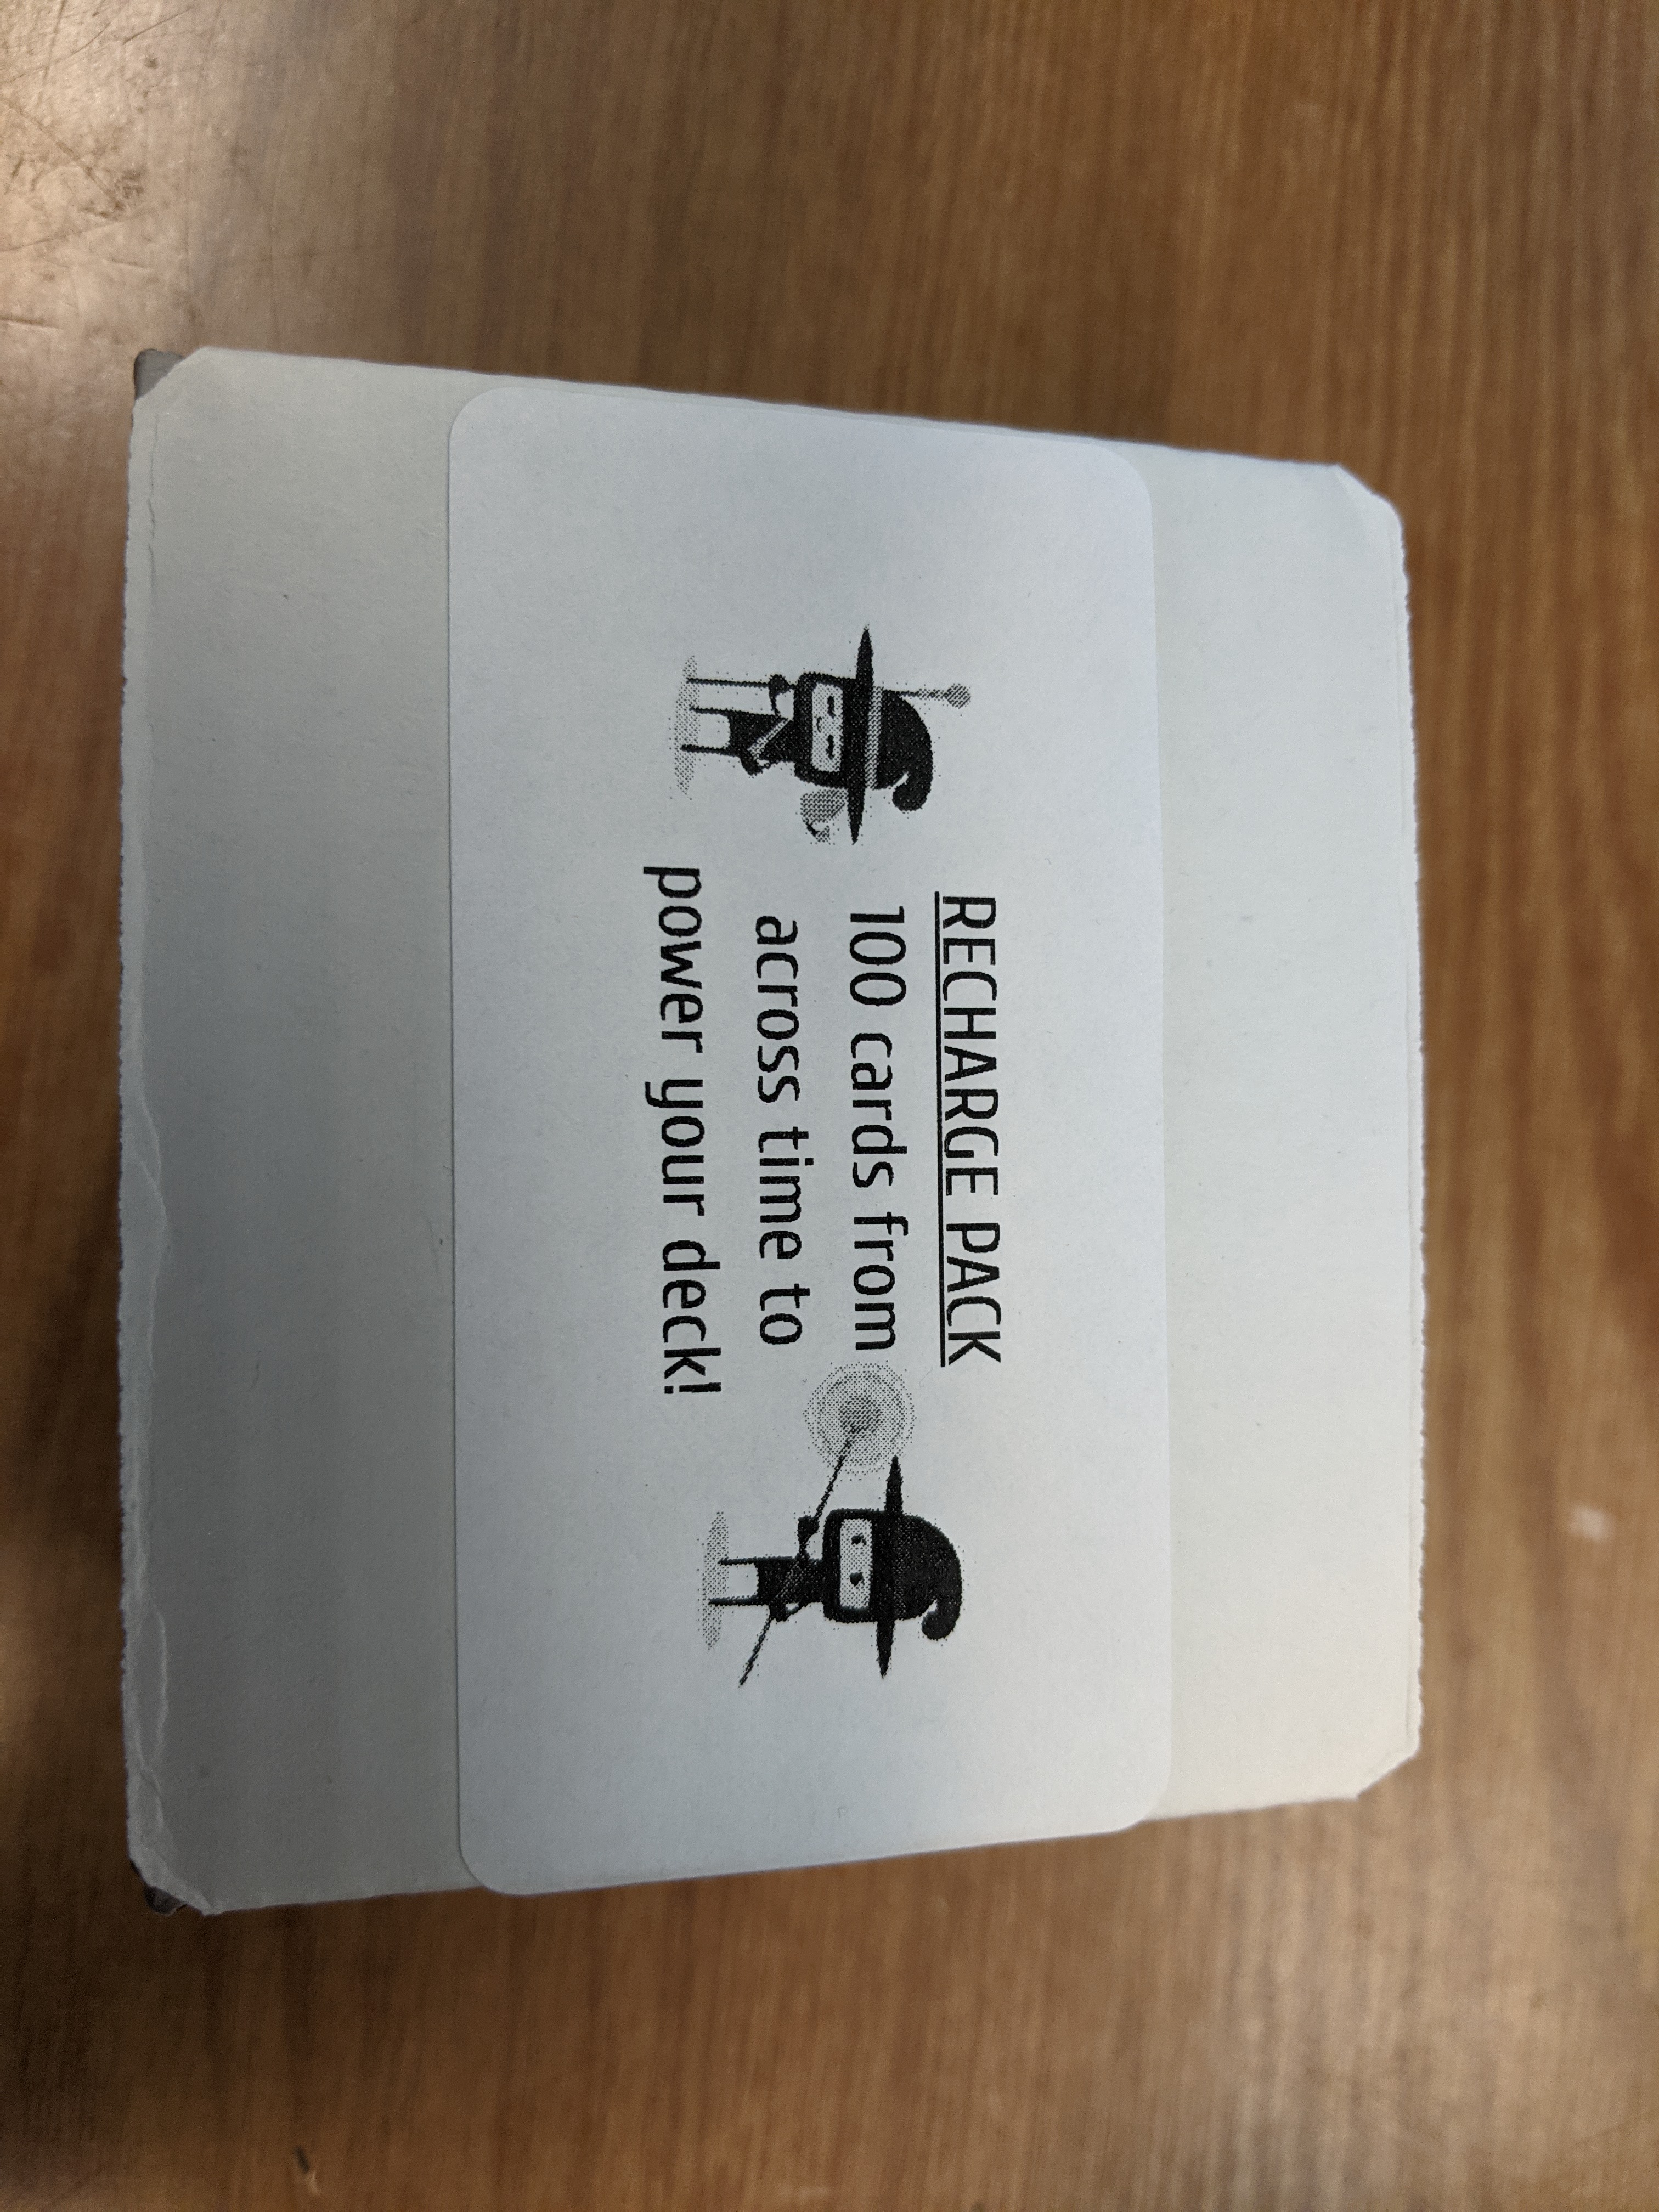 RECHARGE PACK
100 cards from
across time to
power your deck!